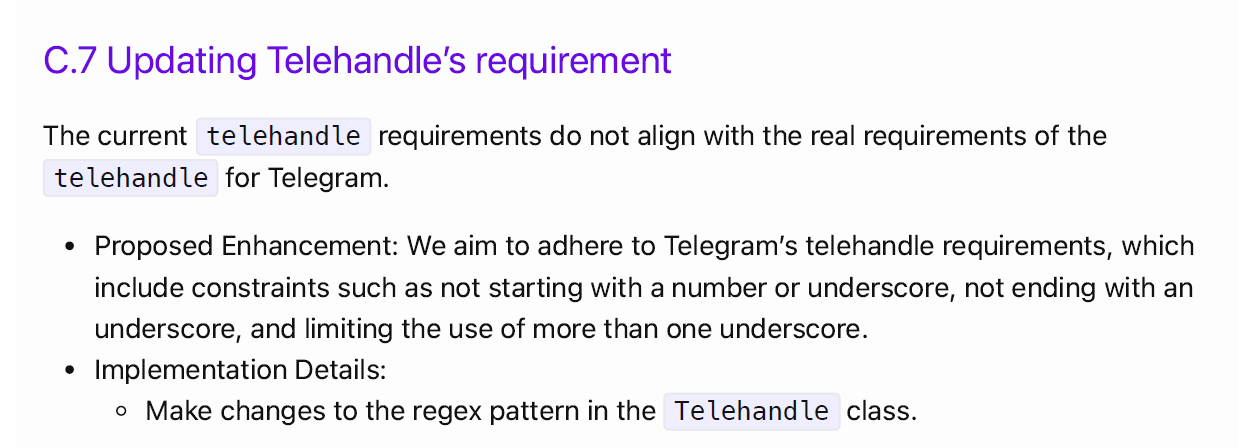 C.7 Updating Telehandle’s requirement
The current telehandle requirements do not align with the real requirements of the
telehandle for Telegram.
• Proposed Enhancement: We aim to adhere to Telegram’s telehandle requirements, which
include constraints such as not starting with a number or underscore, not ending with an
underscore, and limiting the use of more than one underscore.
• Implementation Details:
◦ Make changes to the regex pattern in the Telehandle class.